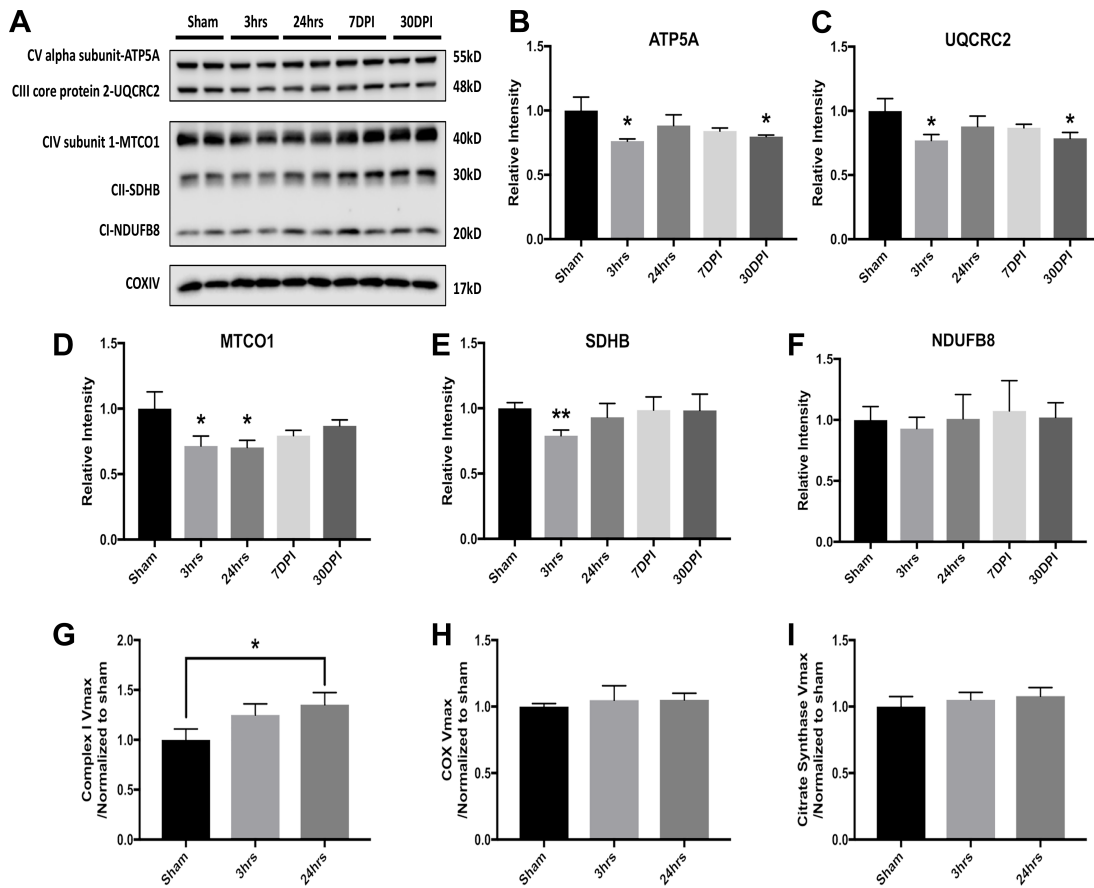 A
Sham 3hrs 24hrs 7DPI 30DPI
CV alpha subunit-ATP5A 55kD
CIII core protein 2-UQCRC2 48kD
CIV subunit 1-MTCO1 40kD
30kD
CII-SDHB
CI-NDUFB8 20kD
COXIV 17kD
B
ATP5A
Relative Intensity
1.5
1.0
0.5
0.0
* *
Sham 3hrs 24hrs 7DPI 30DPI
C
UQCRC2
Relative Intensity
1.5
1.0
0.5
0.0
* *
Sham 3hrs 24hrs 7DPI 30DPI
D
MTCO1
Relative Intensity
1.5
1.0
0.5
0.0
* *
Sham 3hrs 24hrs 7DPI 30DPI
E
SDHB
Relative Intensity
1.5
1.0
0.5
0.0
**
Sham 3hrs 24hrs 7DPI 30DPI
F
NDUFB8
Relative Intensity
1.5
1.0
0.5
0.0
Sham 3hrs 24hrs 7DPI 30DPI
G
Complex I Vmax
/Normalized to sham
2.0
1.5
1.0
0.5
0.0
*
Sham 3hrs 24hrs
H
COX Vmax
/Normalized to sham
1.5
1.0
0.5
0.0
Sham 3hrs 24hrs
I
Citrate Synthase Vmax
/Normalized to sham
1.5
1.0
0.5
0.0
Sham 3hrs 24hrs